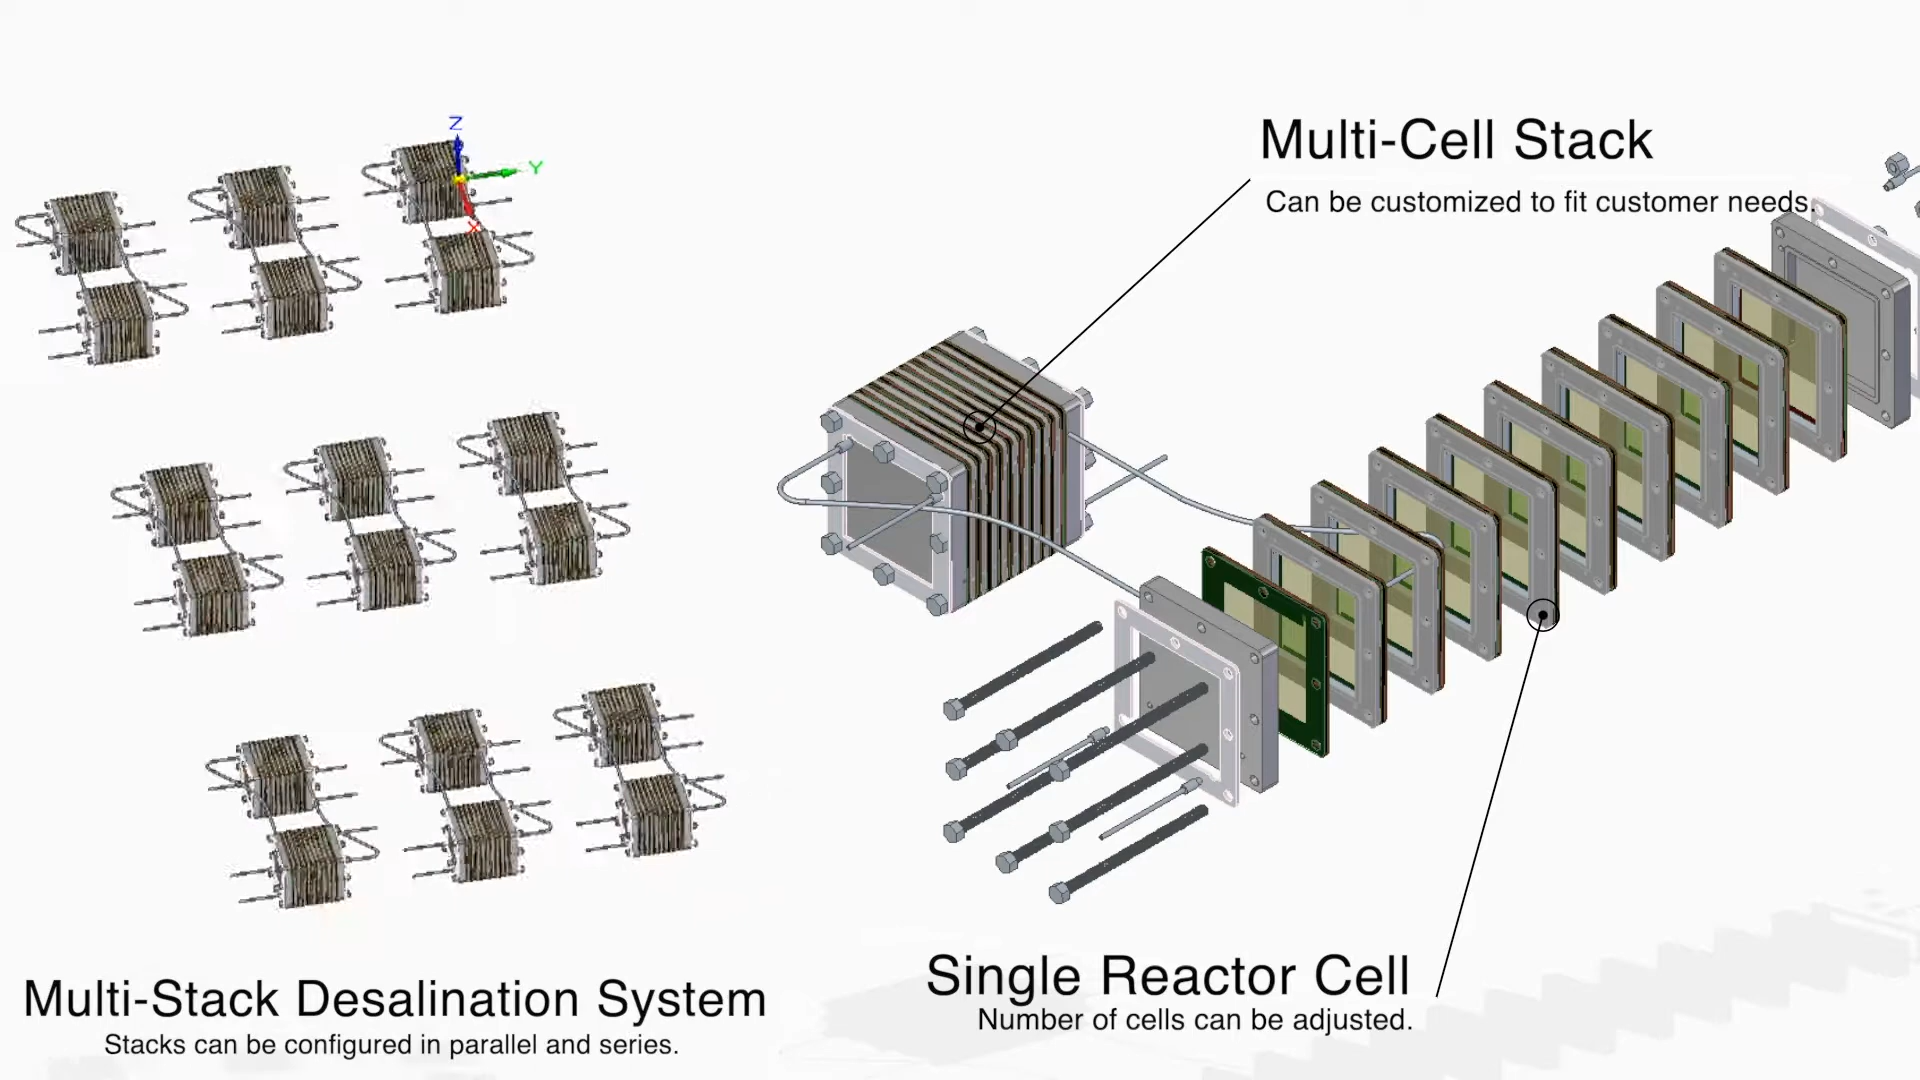 Z
Y
X
Multi-Cell Stack
Can be customized to fit customer needs.
Single Reactor Cell
Number of cells can be adjusted.
Multi-Stack Desalination System
Stacks can be configured in parallel and series.